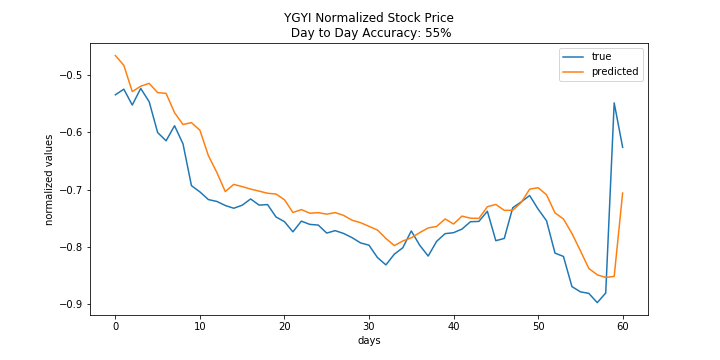 YGYI Normalized Stock Price
Day to Day Accuracy: 55%
true
predicted
normalized values
−0.5
−0.6
−0.7
−0.8
−0.9
0 10 20 30 40 50 60
days